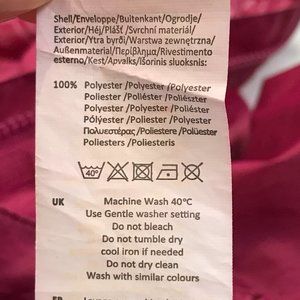 Shell/Enveloppe/Buitenkant/Ogrodje/
Exterior/Héj/Plášť/Svrchní materiál/
Exterior/Ytra byrði/Warstwa zewnętrzna/
Außenmaterial/Περίβλημα/Rivestimento
esterno/Kest/Apvalks/Išorinis sluoksnis:
100% Polyester /Polyester /Polyester
Poliester /Poliéster /Polieszter
Polyester /Polyester /Poliéster
Pólýester /Poliester /Polyester
Πολυεστέρας /Poliestere /Polüester
Poliesters /Poliesteris
40°
UK Machine Wash 40°C
Use Gentle washer setting
Do not bleach
Do not tumble dry
cool iron if needed
Do not dry clean
Wash with similar colours